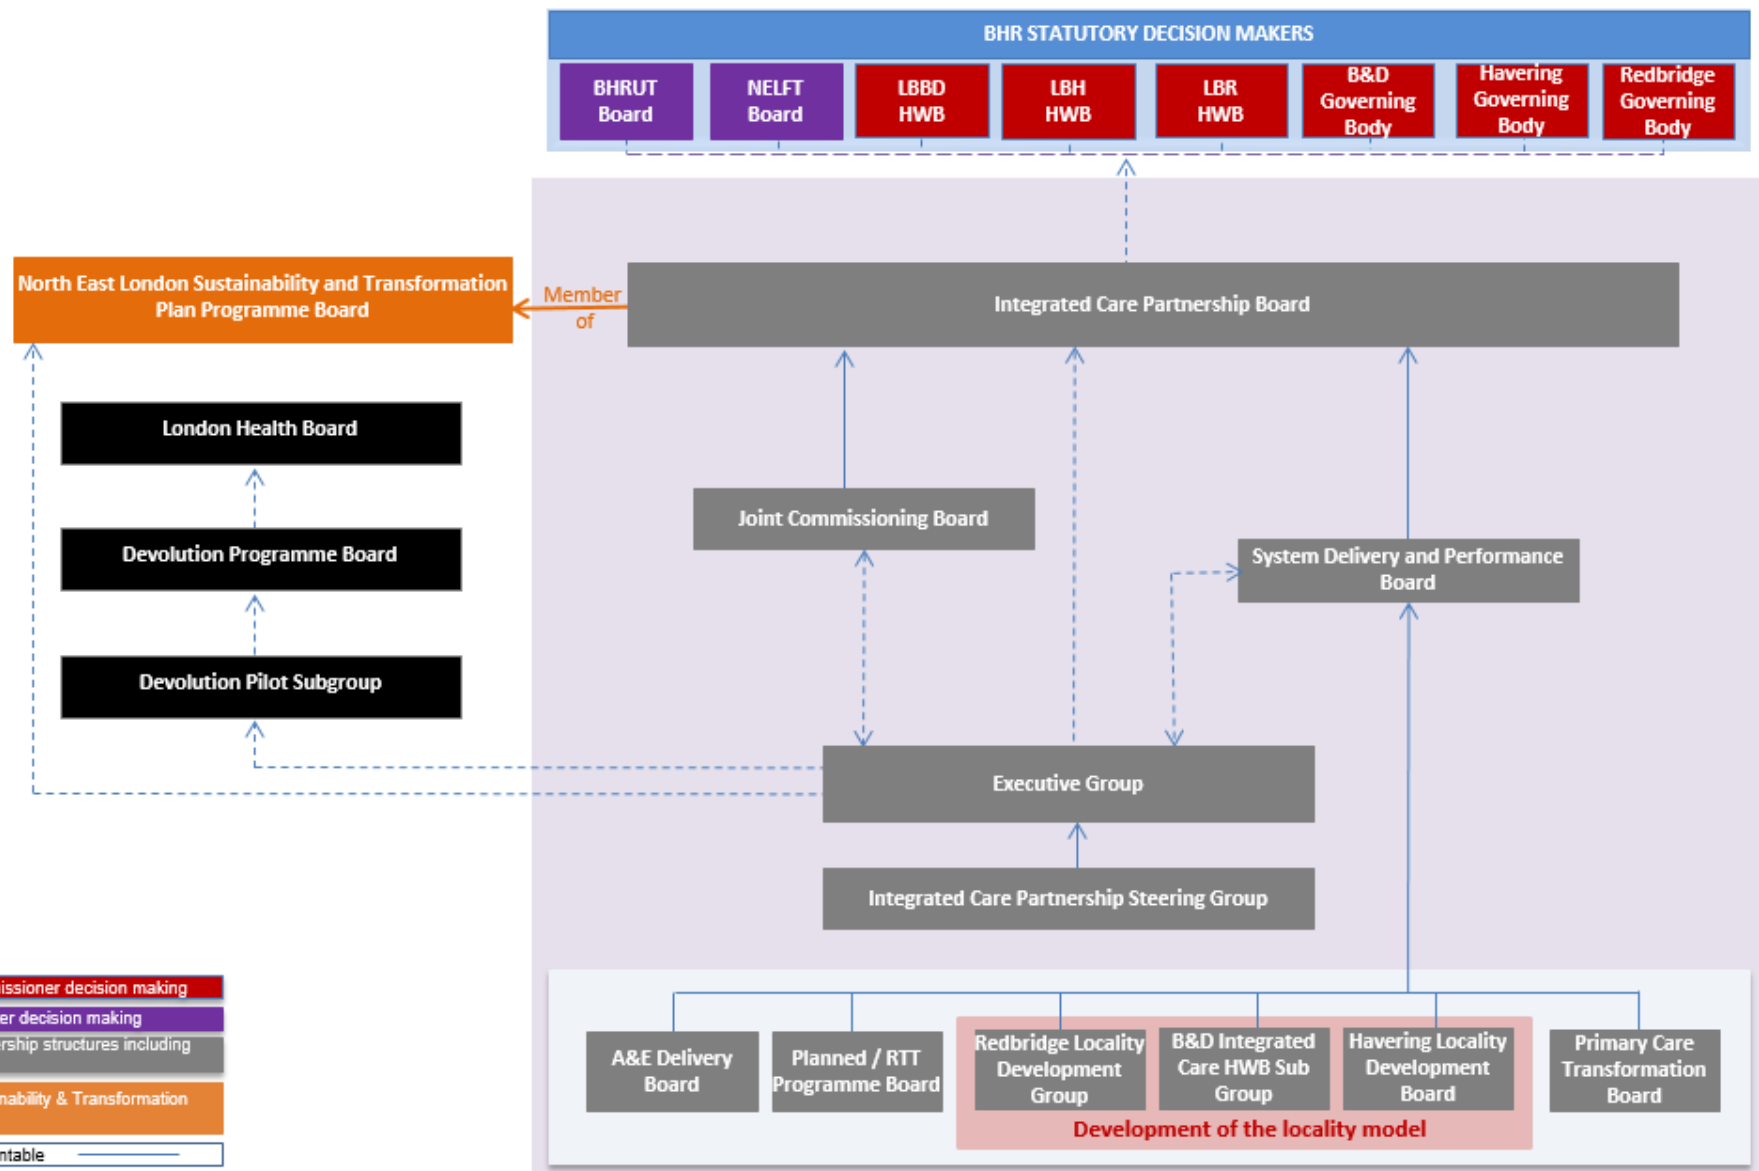 BHR STATUTORY DECISION MAKERS
BHRUT
Board
NELFT
Board
LBBD
HWB
LBH
HWB
LBR
HWB
B&D
Governing
Body
Havering
Governing
Body
Redbridge
Governing
Body
North East London Sustainability and Transformation
Plan Programme Board
Member
of
Integrated Care Partnership Board
London Health Board
Joint Commissioning Board
Devolution Programme Board
System Delivery and Performance
Board
Devolution Pilot Subgroup
Executive Group
Integrated Care Partnership Steering Group
A&E Delivery
Board
Planned / RTT
Programme Board
Redbridge Locality
Development
Group
B&D Integrated
Care HWB Sub
Group
Havering Locality
Development
Board
Primary Care
Transformation
Board
Development of the locality model
decision making
decision making
structures including
& Transformation